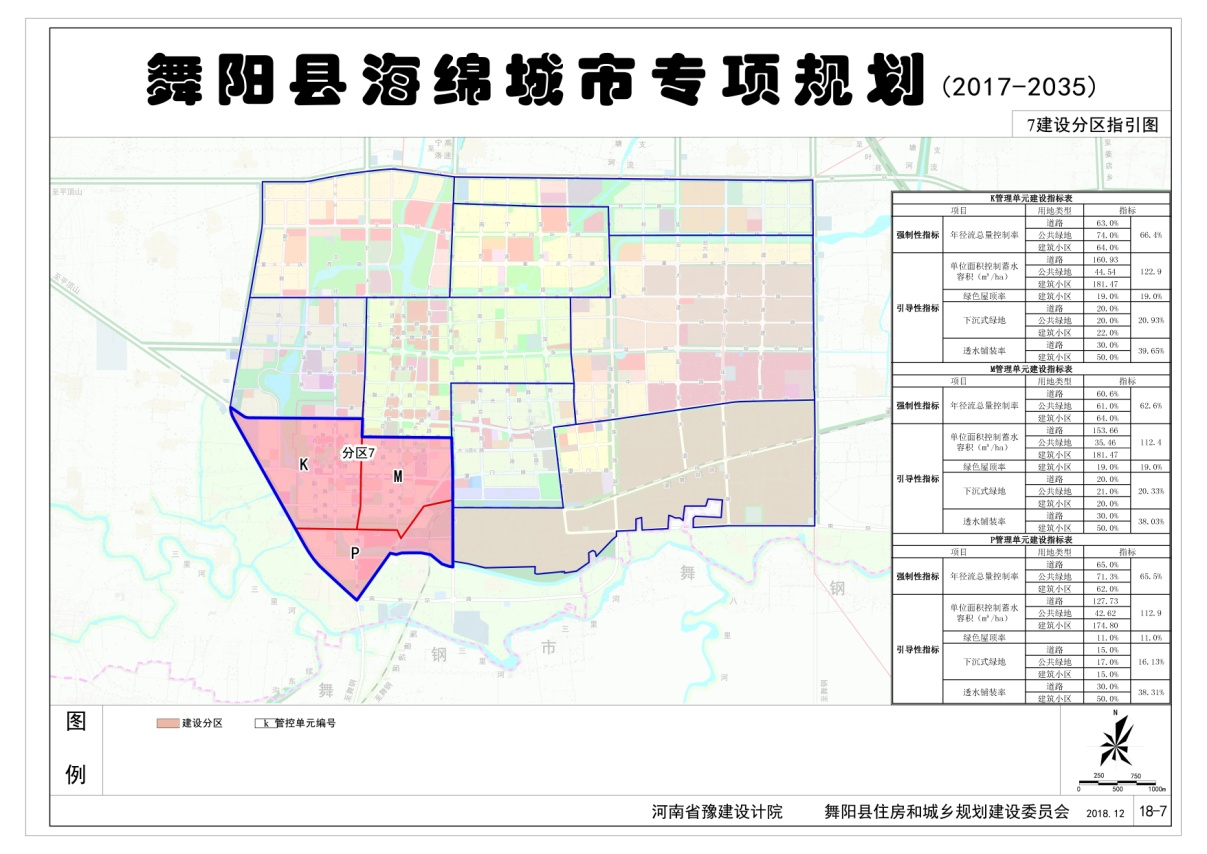 舞阳县海绵城市专项规划(2017-2035)
7建设分区指引图
至平顶山
至平顶山
分区7
K
M
P
三里河
三里河
三里河
八里河
舞钢市
舞钢
K管理单元建设指标表
项目 用地类型 指标
强制性指标 年径流总量控制率 道路 63.0% 66.4%
公共绿地 74.0%
建筑小区 64.0%
引导性指标 单位面积控制蓄水容积（m³/ha） 道路 160.93 122.9
公共绿地 44.54
建筑小区 181.47
绿色屋顶率 建筑小区 19.0% 19.0%
下沉式绿地 道路 20.0% 20.93%
公共绿地 20.0%
建筑小区 22.0%
透水铺装率 道路 30.0% 39.65%
建筑小区 50.0%
M管理单元建设指标表
项目 用地类型 指标
强制性指标 年径流总量控制率 道路 60.6% 62.6%
公共绿地 61.0%
建筑小区 64.0%
引导性指标 单位面积控制蓄水容积（m³/ha） 道路 153.66 112.4
公共绿地 35.46
建筑小区 181.47
绿色屋顶率 建筑小区 19.0% 19.0%
下沉式绿地 道路 20.0% 20.33%
公共绿地 21.0%
建筑小区 20.0%
透水铺装率 道路 30.0% 38.03%
建筑小区 50.0%
P管理单元建设指标表
项目 用地类型 指标
强制性指标 年径流总量控制率 道路 65.0% 65.5%
公共绿地 71.3%
建筑小区 62.0%
引导性指标 单位面积控制蓄水容积（m³/ha） 道路 127.73 112.9
公共绿地 42.62
建筑小区 174.80
绿色屋顶率 建筑小区 11.0% 11.0%
下沉式绿地 道路 15.0% 16.13%
公共绿地 17.0%
建筑小区 15.0%
透水铺装率 道路 30.0% 38.31%
建筑小区 50.0%
图例
建设分区
k 管控单元编号
N
250 750
0 500 1000m
河南省豫建设计院 舞阳县住房和城乡规划建设委员会 2018.12 18-7